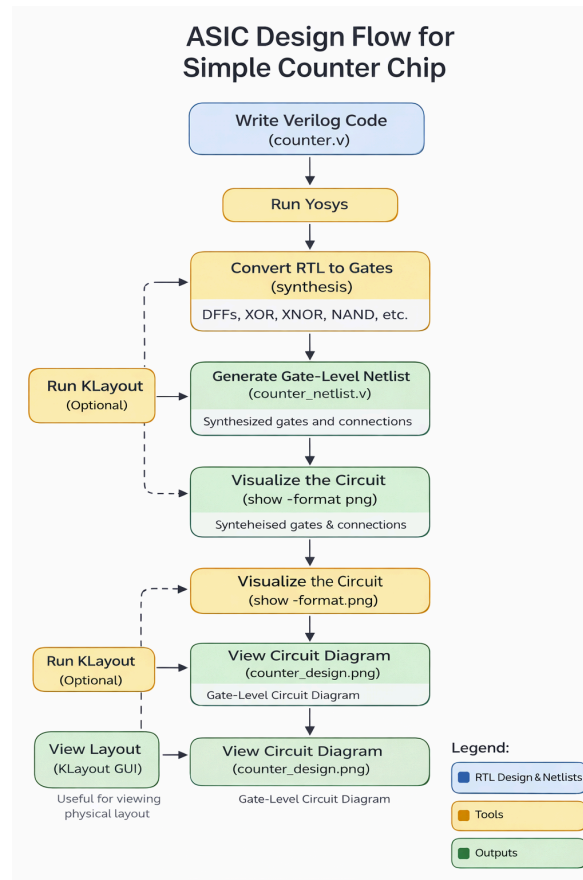 ASIC Design Flow for
Simple Counter Chip
Write Verilog Code
(counter.v)
Run Yosys
Convert RTL to Gates
(synthesis)
DFFs, XOR, XNOR, NAND, etc.
Run KLayout
(Optional)
Generate Gate-Level Netlist
(counter_netlist.v)
Synthesized gates and connections
Visualize the Circuit
(show -format png)
Synteheised gates & connections
Visualize the Circuit
(show -format.png)
Run KLayout
(Optional)
View Circuit Diagram
(counter_design.png)
Gate-Level Circuit Diagram
View Layout
(KLayout GUI)
Useful for viewing
physical layout
View Circuit Diagram
(counter_design.png)
Gate-Level Circuit Diagram
Legend:
RTL Design & Netlists
Tools
Outputs